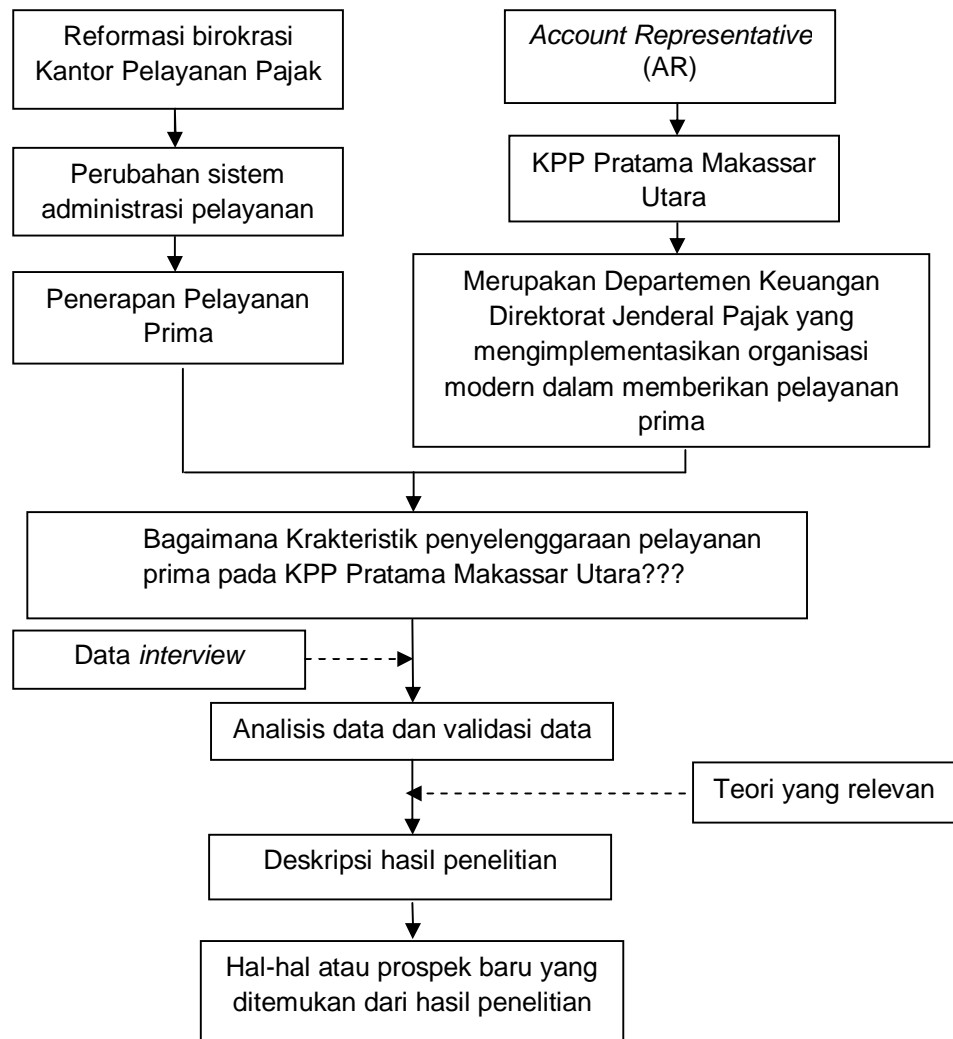 Reformasi birokrasi
Kantor Pelayanan Pajak
Account Representative
(AR)
Perubahan sistem
administrasi pelayanan
KPP Pratama Makassar
Utara
Penerapan Pelayanan
Prima
Merupakan Departemen Keuangan
Direktorat Jenderal Pajak yang
mengimplementasikan organisasi
modern dalam memberikan pelayanan
prima
Bagaimana Krakteristik penyelenggaraan pelayanan
prima pada KPP Pratama Makassar Utara???
Data interview
Analisis data dan validasi data
Teori yang relevan
Deskripsi hasil penelitian
Hal-hal atau prospek baru yang
ditemukan dari hasil penelitian